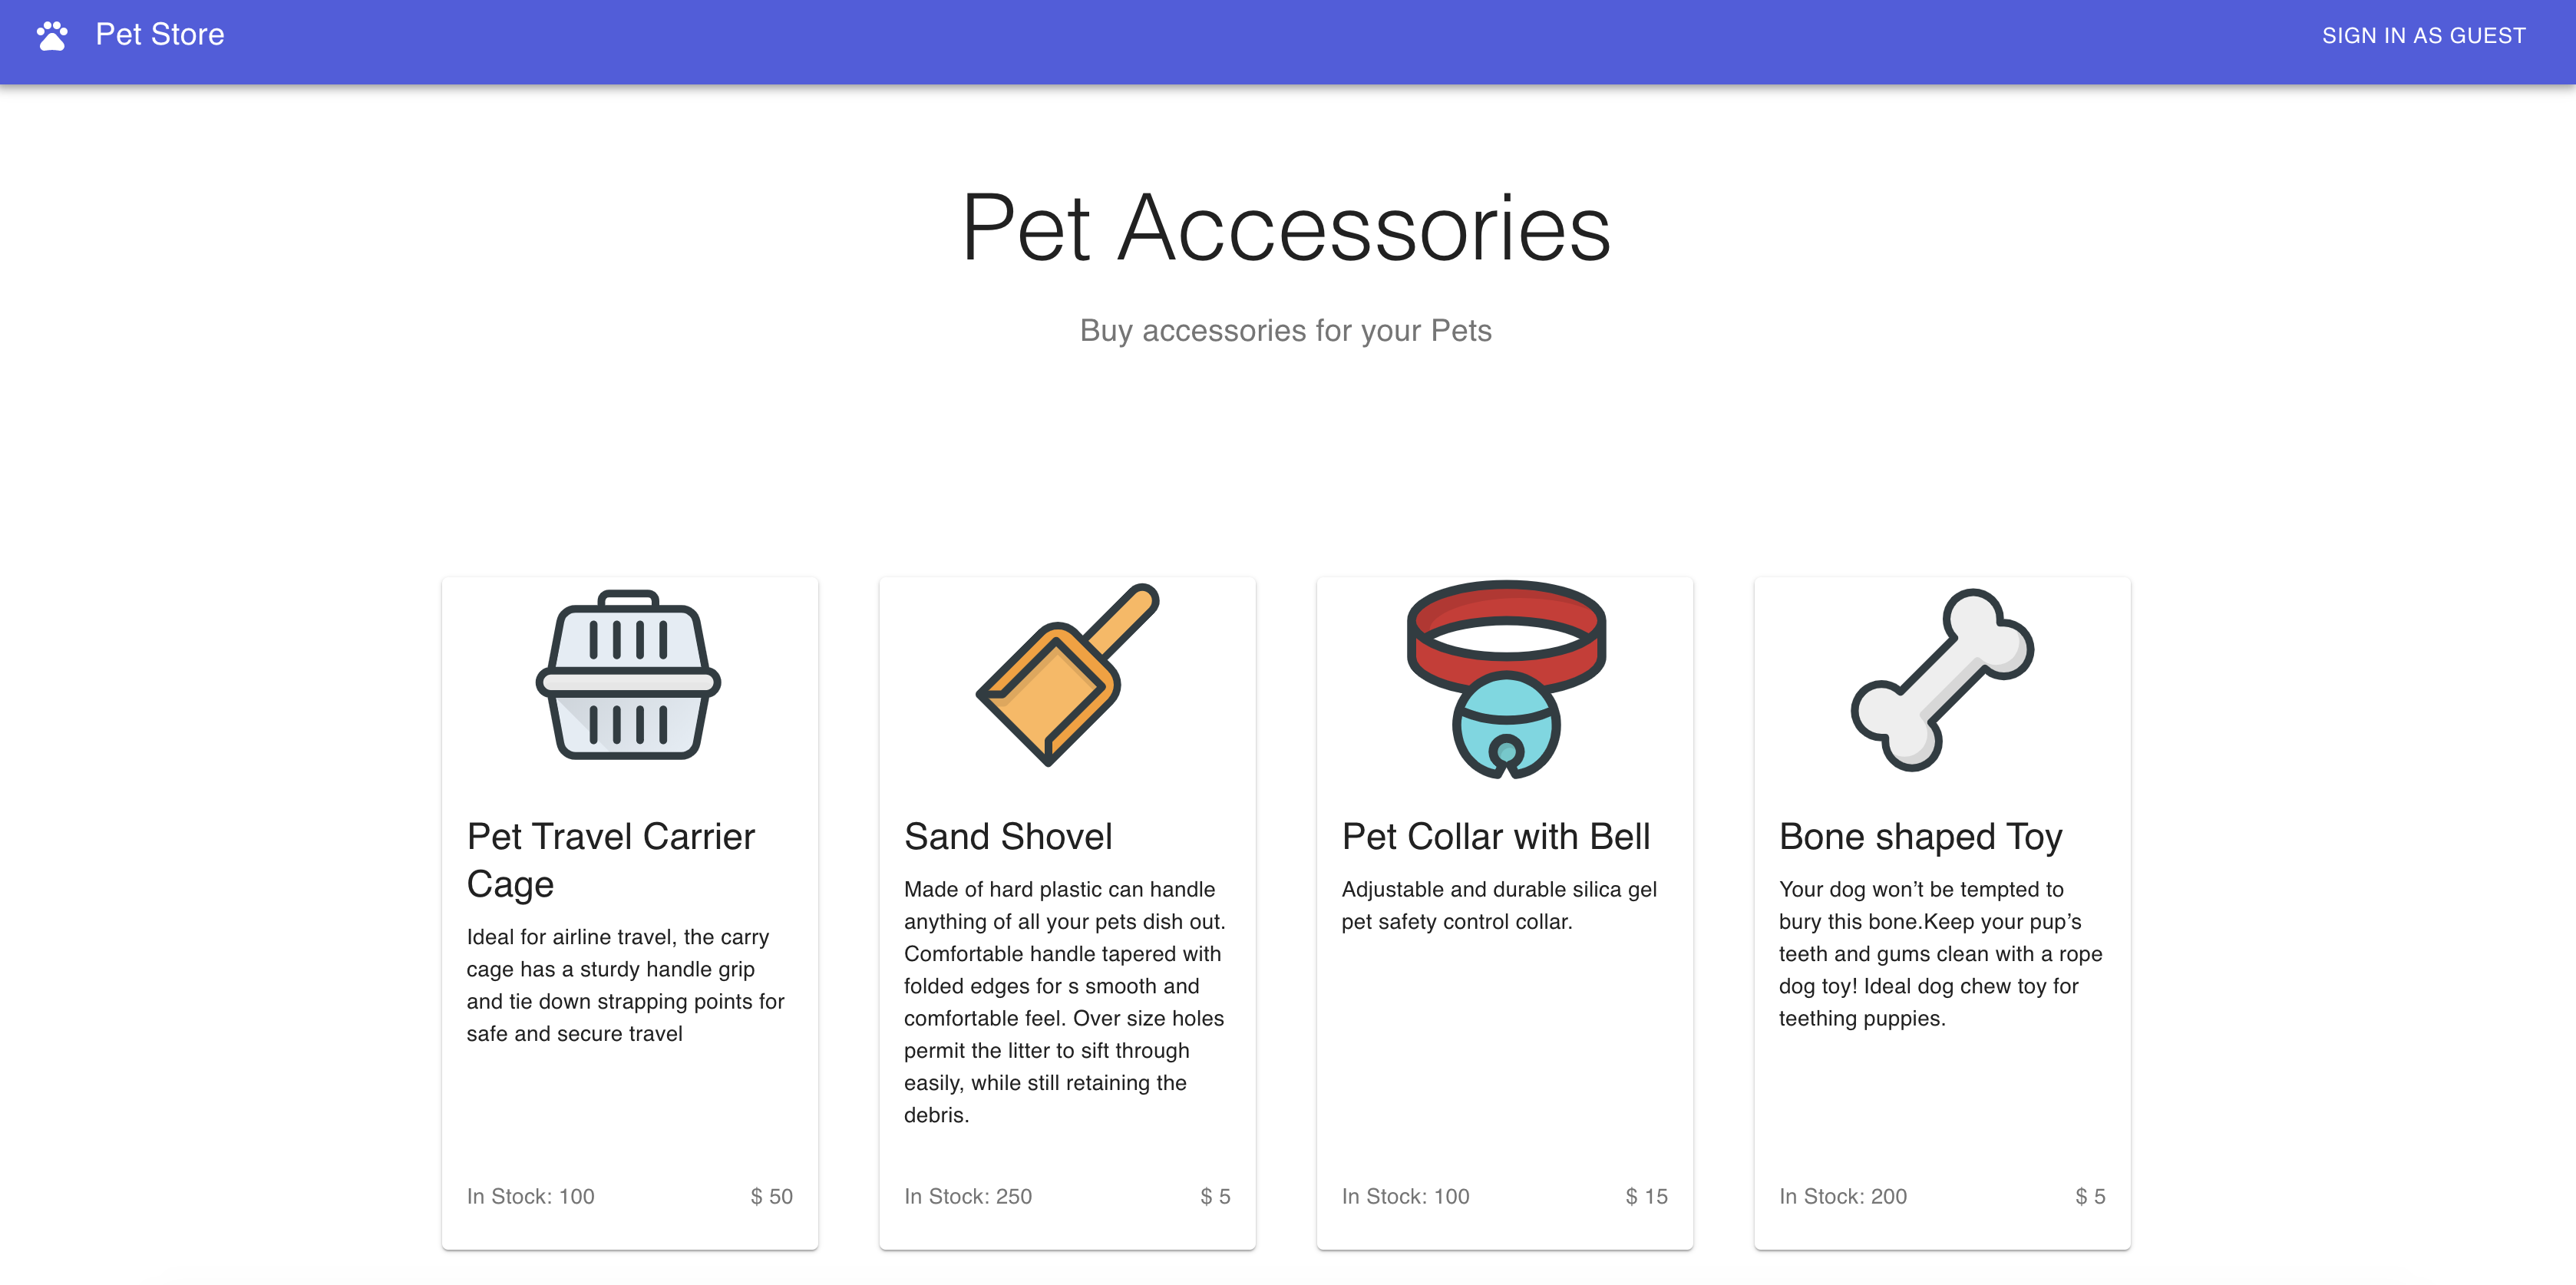 Pet Store
SIGN IN AS GUEST
Pet Accessories
Buy accessories for your Pets
Pet Travel Carrier
Cage
Ideal for airline travel, the carry
cage has a sturdy handle grip
and tie down strapping points for
safe and secure travel
In Stock: 100
$ 50
Sand Shovel
Made of hard plastic can handle
anything of all your pets dish out.
Comfortable handle tapered with
folded edges for s smooth and
comfortable feel. Over size holes
permit the litter to sift through
easily, while still retaining the
debris.
In Stock: 250
$ 5
Pet Collar with Bell
Adjustable and durable silica gel
pet safety control collar.
In Stock: 100
$ 15
Bone shaped Toy
Your dog won’t be tempted to
bury this bone.Keep your pup’s
teeth and gums clean with a rope
dog toy! Ideal dog chew toy for
teething puppies.
In Stock: 200
$ 5